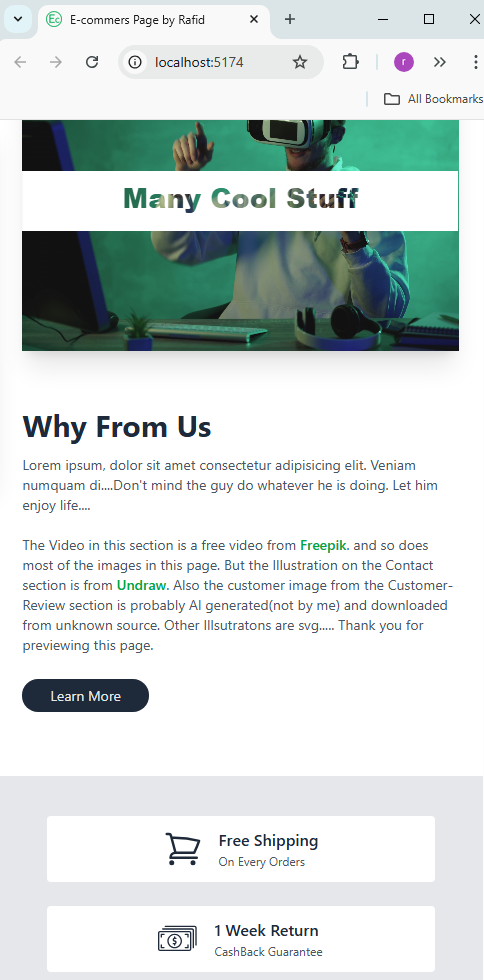 Ec E-commers Page by Rafid
localhost:5174
r
All Bookmarks
Many Cool Stuff
Why From Us
Lorem ipsum, dolor sit amet consectetur adipisicing elit. Veniam
numquam di....Don't mind the guy do whatever he is doing. Let him
enjoy life....
The Video in this section is a free video from Freepik. and so does
most of the images in this page. But the Illustration on the Contact
section is from Undraw. Also the customer image from the Customer-
Review section is probably AI generated(not by me) and downloaded
from unknown source. Other Illsutratons are svg..... Thank you for
previewing this page.
Learn More
Free Shipping
On Every Orders
1 Week Return
CashBack Guarantee